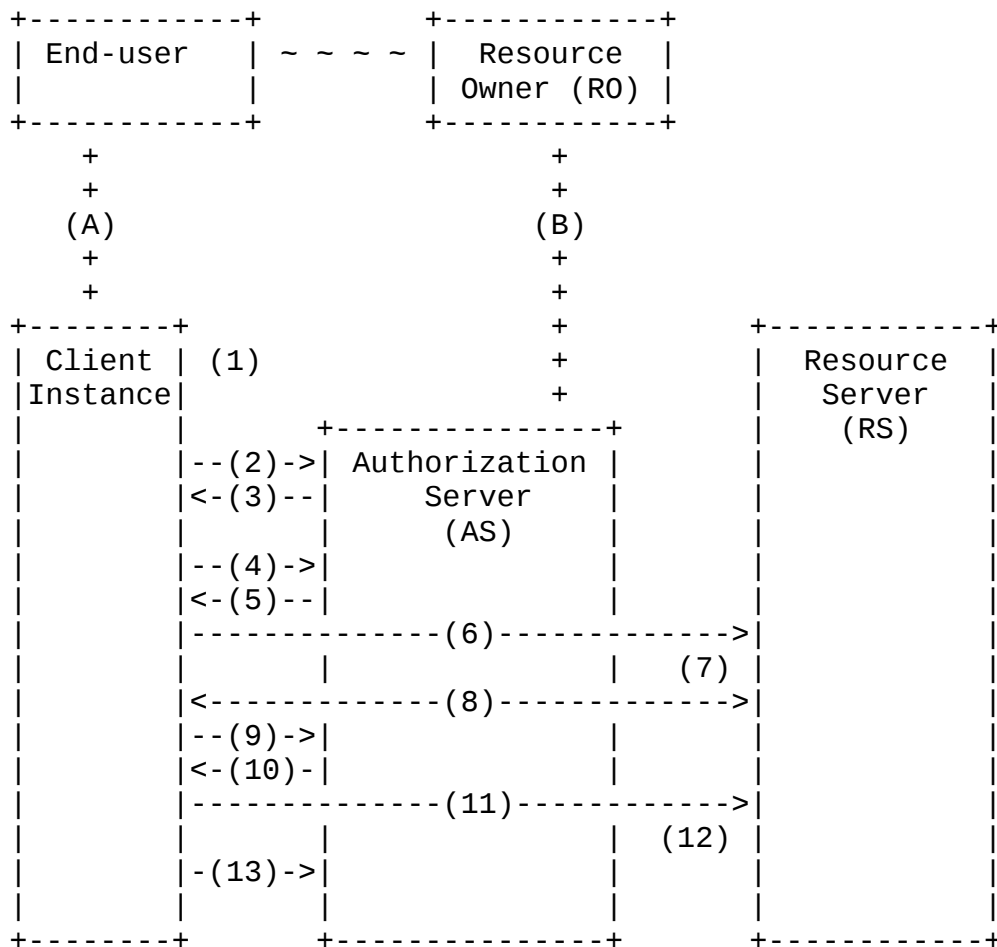 +------------+         +------------+
| End-user   | ~ ~ ~ ~ |  Resource  |
|            |         | Owner (RO) |
+------------+         +------------+
    +                         +
    +                         +
   (A)                       (B)
    +                         +
    +                         +
+--------+                    +         +------------+
| Client | (1)                +         |  Resource  |
|Instance|                    +         |   Server   |
|        |       +---------------+      |    (RS)    |
|        |--(2)->| Authorization |      |            |
|        |<-(3)--|     Server    |      |            |
|        |       |      (AS)     |      |            |
|        |--(4)->|               |      |            |
|        |<-(5)--|               |      |            |
|        |--------------(6)------------->|            |
|        |       |               |  (7) |            |
|        |<-------------(8)------------->|            |
|        |--(9)->|               |      |            |
|        |<-(10)-|               |      |            |
|        |--------------(11)------------>|            |
|        |       |               | (12) |            |
|        |-(13)->|               |      |            |
|        |       |               |      |            |
+--------+       +---------------+      +------------+